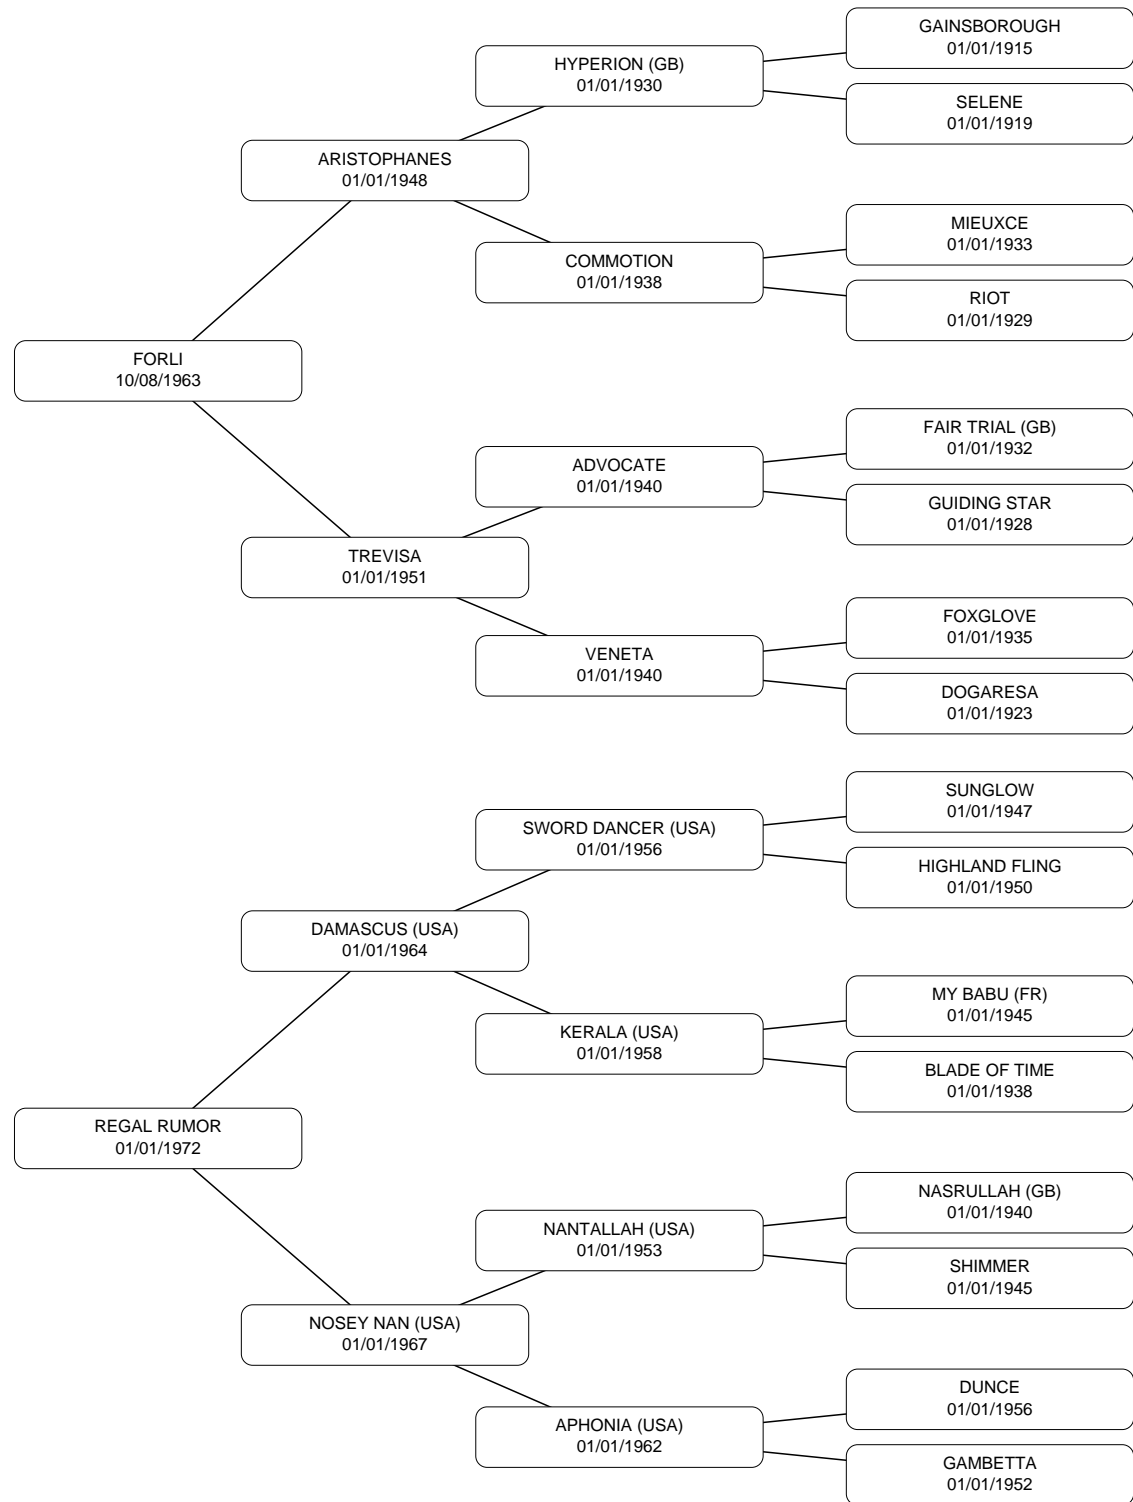 GAINSBOROUGH
01/01/1915
HYPERION (GB)
01/01/1930
SELENE
01/01/1919
ARISTOPHANES
01/01/1948
MIEUXCE
01/01/1933
COMMOTION
01/01/1938
RIOT
01/01/1929
FORLI
10/08/1963
FAIR TRIAL (GB)
01/01/1932
ADVOCATE
01/01/1940
GUIDING STAR
01/01/1928
TREVISA
01/01/1951
FOXGLOVE
01/01/1935
VENETA
01/01/1940
DOGARESA
01/01/1923
SUNGLOW
01/01/1947
SWORD DANCER (USA)
01/01/1956
HIGHLAND FLING
01/01/1950
DAMASCUS (USA)
01/01/1964
MY BABU (FR)
01/01/1945
KERALA (USA)
01/01/1958
BLADE OF TIME
01/01/1938
REGAL RUMOR
01/01/1972
NASRULLAH (GB)
01/01/1940
NANTALLAH (USA)
01/01/1953
SHIMMER
01/01/1945
NOSEY NAN (USA)
01/01/1967
DUNCE
01/01/1956
APHONIA (USA)
01/01/1962
GAMBETTA
01/01/1952